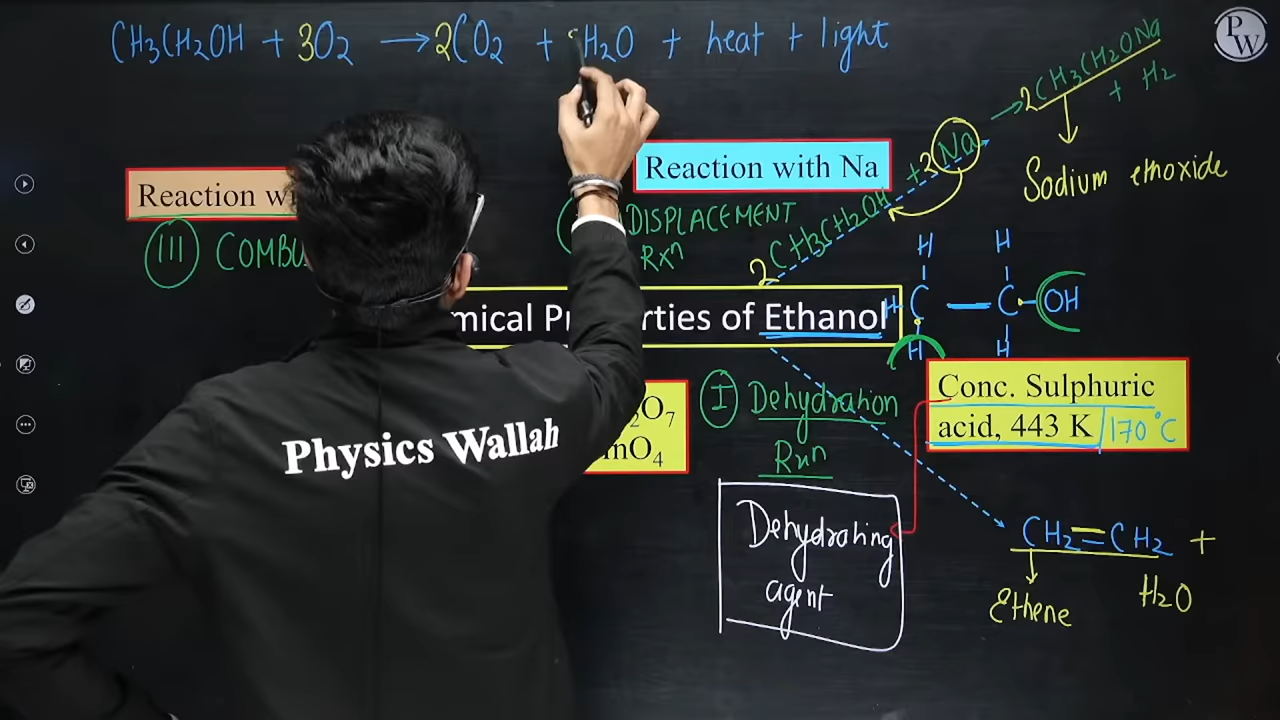 CH3CH2OH + 3O2 → 2CO2 + H2O + heat + light
PW
→ 2CH3CH2ONa
+ H2
Sodium ethoxide
Reaction with Na
DISPLACEMENT
Rxn
2CH3CH2OH + 2Na
Reaction
III COMBU
H H
H C — C - OH
H H
mical Pr rties of Ethanol
Conc. Sulphuric
acid, 443 K / 170°C
2O7
nO4
I Dehydration
Rxn
Dehydrating
agent
CH2=CH2 +
H2O
Ethene
Physics Wallah